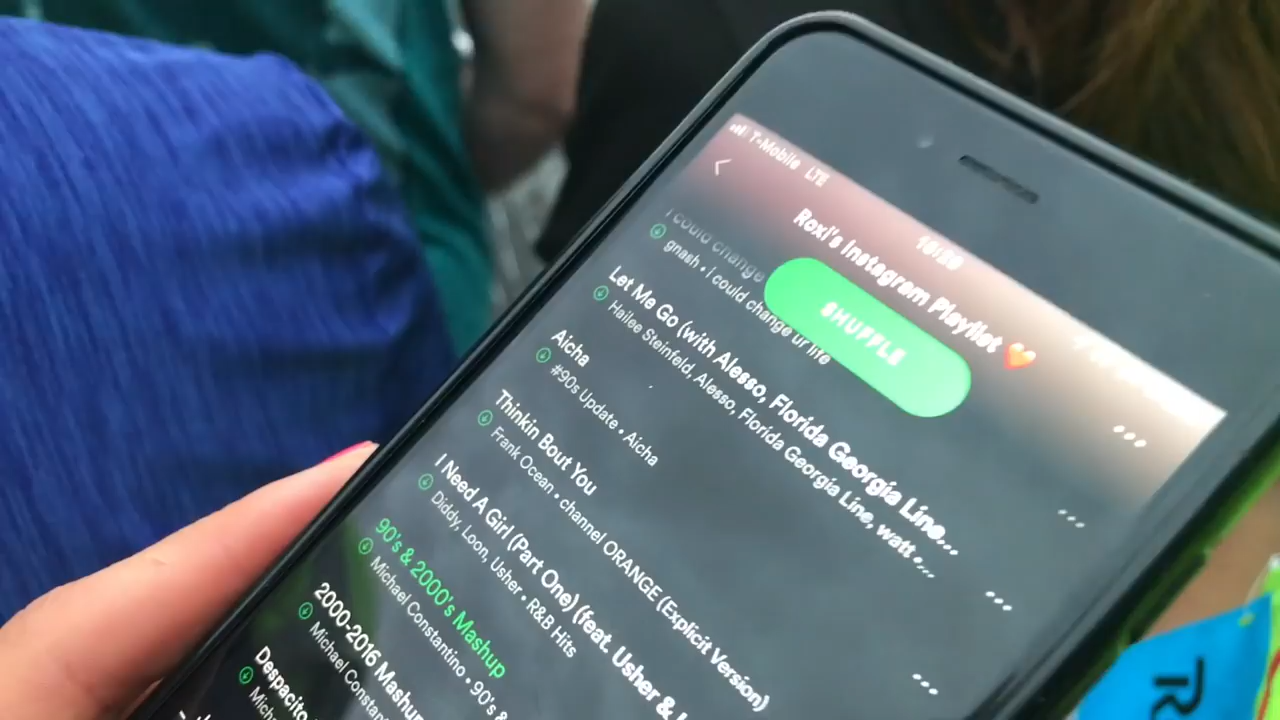 T-Mobile LTE
Roxi's Instagram Playlist
SHUFFLE
i could change
gnash • I could change ur life
Let Me Go (with Alesso, Florida Georgia Line...
Hailee Steinfeld, Alesso, Florida Georgia Line, watt •...
Aicha
#90s Update • Aicha
Thinkin Bout You
Frank Ocean • channel ORANGE (Explicit Version)
I Need A Girl (Part One) (feat. Usher &
Diddy, Loon, Usher • R&B Hits
90's & 2000's Mashup
Michael Constantino • 90's &
2000-2016 Mashup
Michael Constan
Despacito
Mich